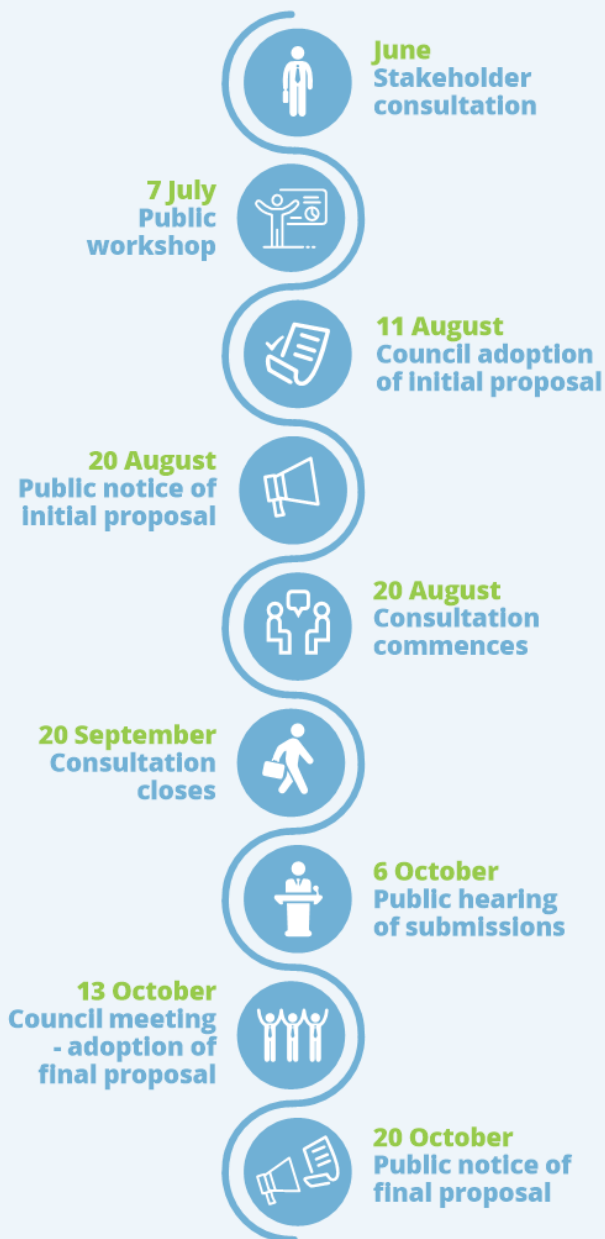 June
Stakeholder
consultation
7 July
Public
workshop
11 August
Council adoption
of initial proposal
20 August
Public notice of
initial proposal
20 August
Consultation
commences
20 September
Consultation
closes
6 October
Public hearing
of submissions
13 October
Council meeting
- adoption of
final proposal
20 October
Public notice of
final proposal